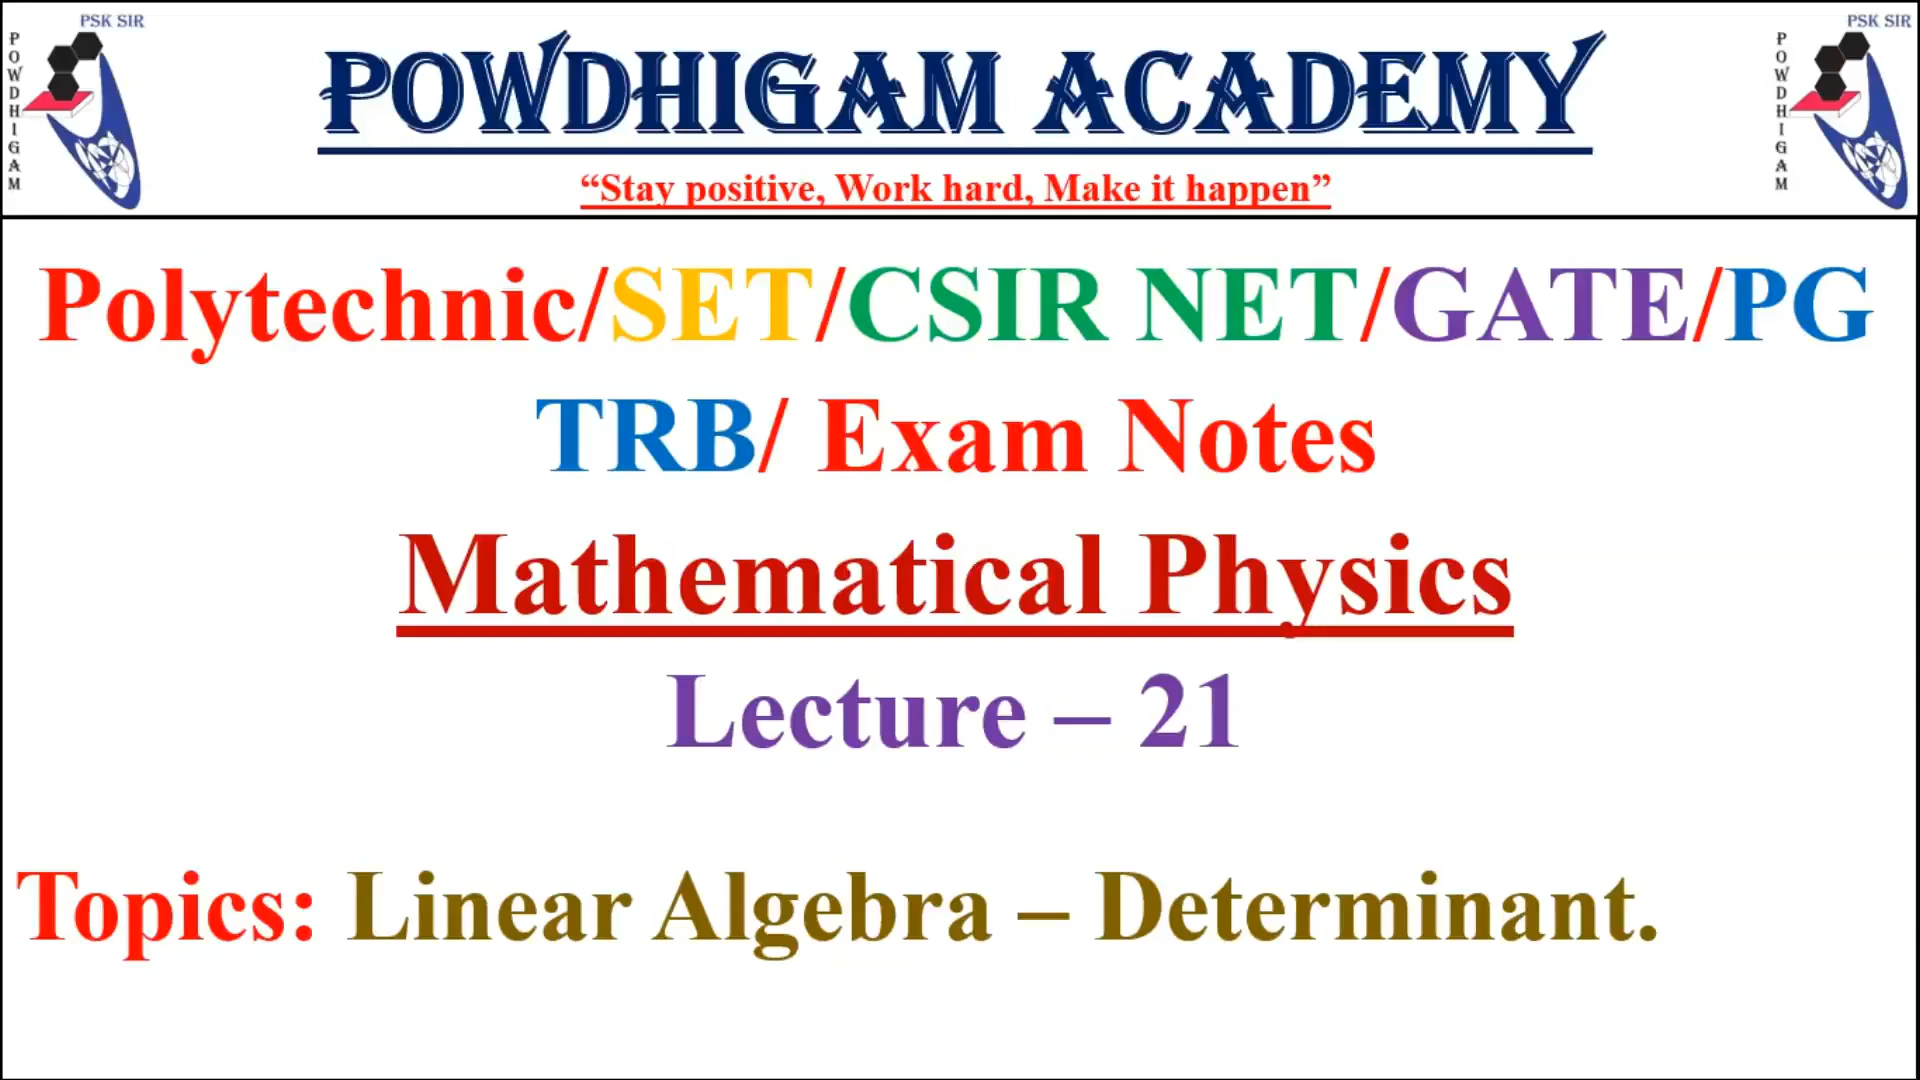 PSK SIR
POWDHIGAM
POWDHIGAM ACADEMY
“Stay positive, Work hard, Make it happen”
PSK SIR
POWDHIGAM
Polytechnic/SET/CSIR NET/GATE/PG
TRB/ Exam Notes
Mathematical Physics
Lecture – 21
Topics: Linear Algebra – Determinant.